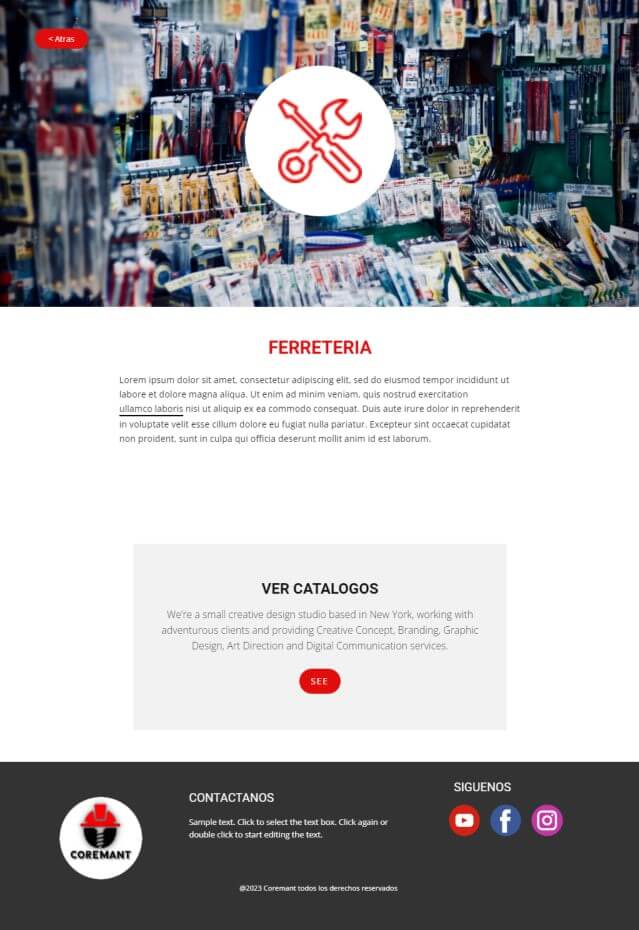 < Atras
FERRETERIA
Lorem ipsum dolor sit amet, consectetur adipiscing elit, sed do eiusmod tempor incididunt ut
labore et dolore magna aliqua. Ut enim ad minim veniam, quis nostrud exercitation
ullamco laboris nisi ut aliquip ex ea commodo consequat. Duis aute irure dolor in reprehenderit
in voluptate velit esse cillum dolore eu fugiat nulla pariatur. Excepteur sint occaecat cupidatat
non proident, sunt in culpa qui officia deserunt mollit anim id est laborum.
VER CATALOGOS
We're a small creative design studio based in New York, working with
adventurous clients and providing Creative Concept, Branding, Graphic
Design, Art Direction and Digital Communication services.
SEE
COREMANT
CONTACTANOS
Sample text. Click to select the text box. Click again or
double click to start editing the text.
SIGUENOS
@2023 Coremant todos los derechos reservados